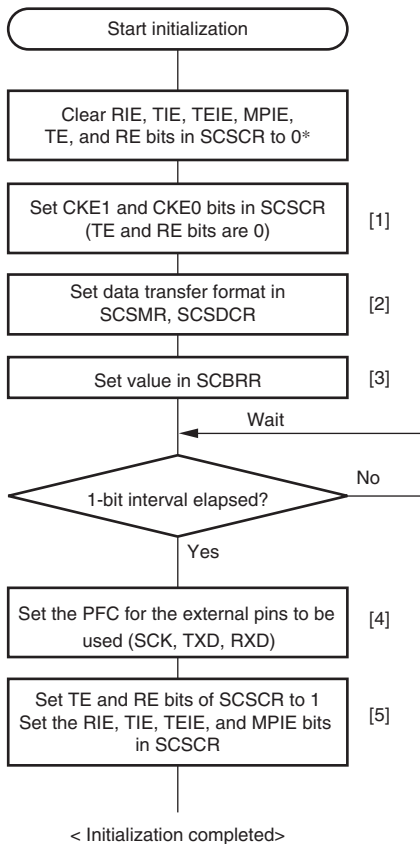 Start initialization
Clear RIE, TIE, TEIE, MPIE,
TE, and RE bits in SCSCR to 0*
Set CKE1 and CKE0 bits in SCSCR
(TE and RE bits are 0)
[1]
Set data transfer format in
SCSMR, SCSDCR
[2]
Set value in SCBRR
[3]
Wait
1-bit interval elapsed?
No
Yes
Set the PFC for the external pins to be
used (SCK, TXD, RXD)
[4]
Set TE and RE bits of SCSCR to 1
Set the RIE, TIE, TEIE, and MPIE bits
in SCSCR
[5]
< Initialization completed>